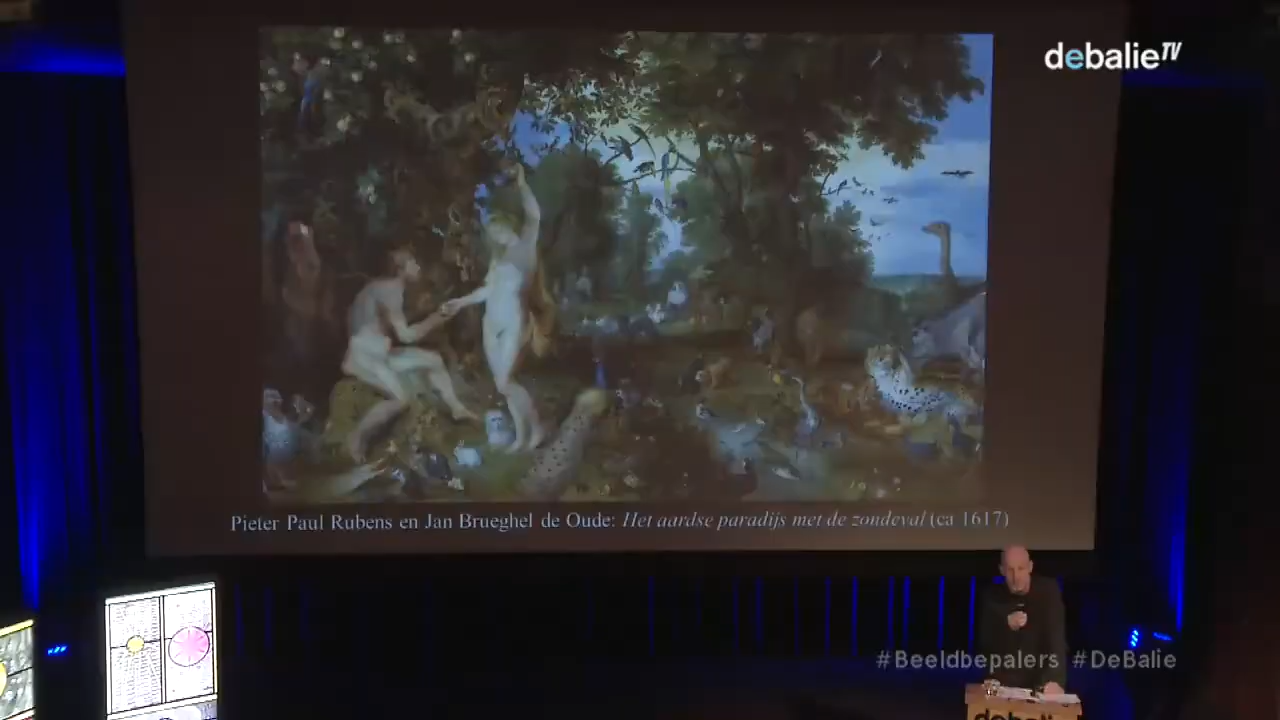 debalieTV
Pieter Paul Rubens en Jan Brueghel de Oude: Het aardse paradijs met de zondeval (ca 1617)
#Beeldbepalers #DeBalie
debalie